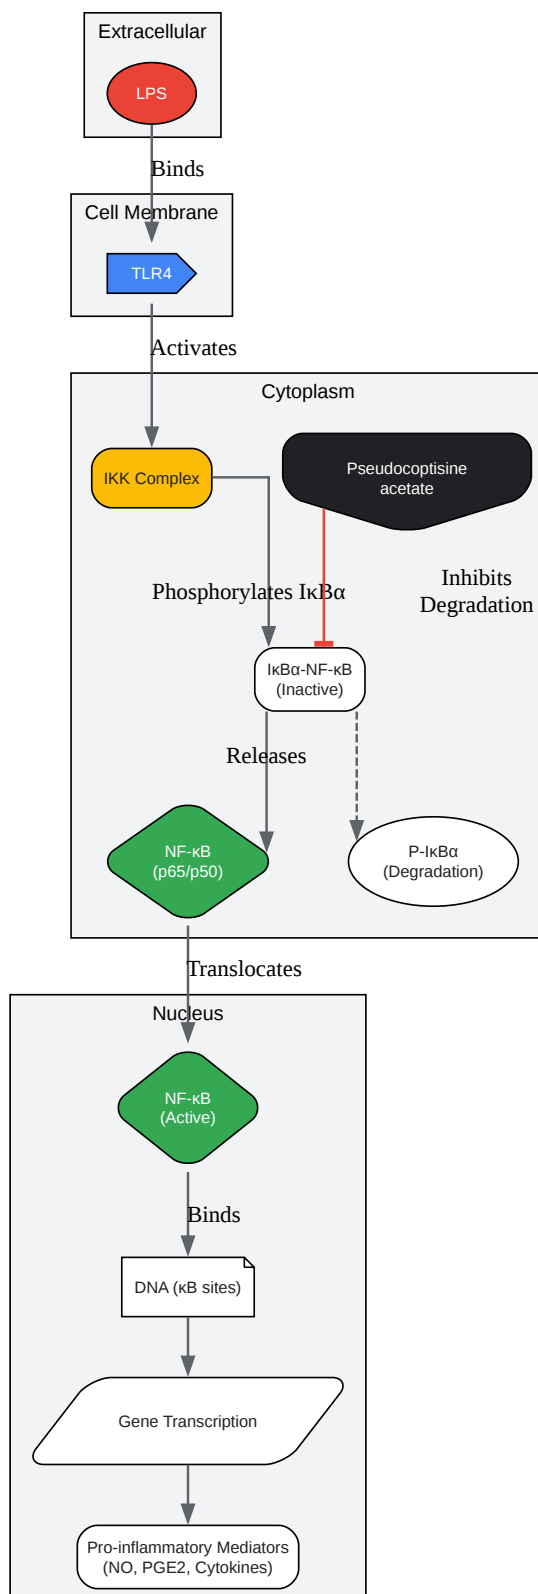 Extracellular
LPS
Binds
Cell Membrane
TLR4
Activates
Cytoplasm
IKK Complex
Pseudocoptisine
acetate
Phosphorylates IκBα
Inhibits
Degradation
IκBα-NF-κB
(Inactive)
Releases
NF-κB
(p65/p50)
P-IκBα
(Degradation)
Translocates
Nucleus
NF-κB
(Active)
Binds
DNA (κB sites)
Gene Transcription
Pro-inflammatory Mediators
(NO, PGE2, Cytokines)